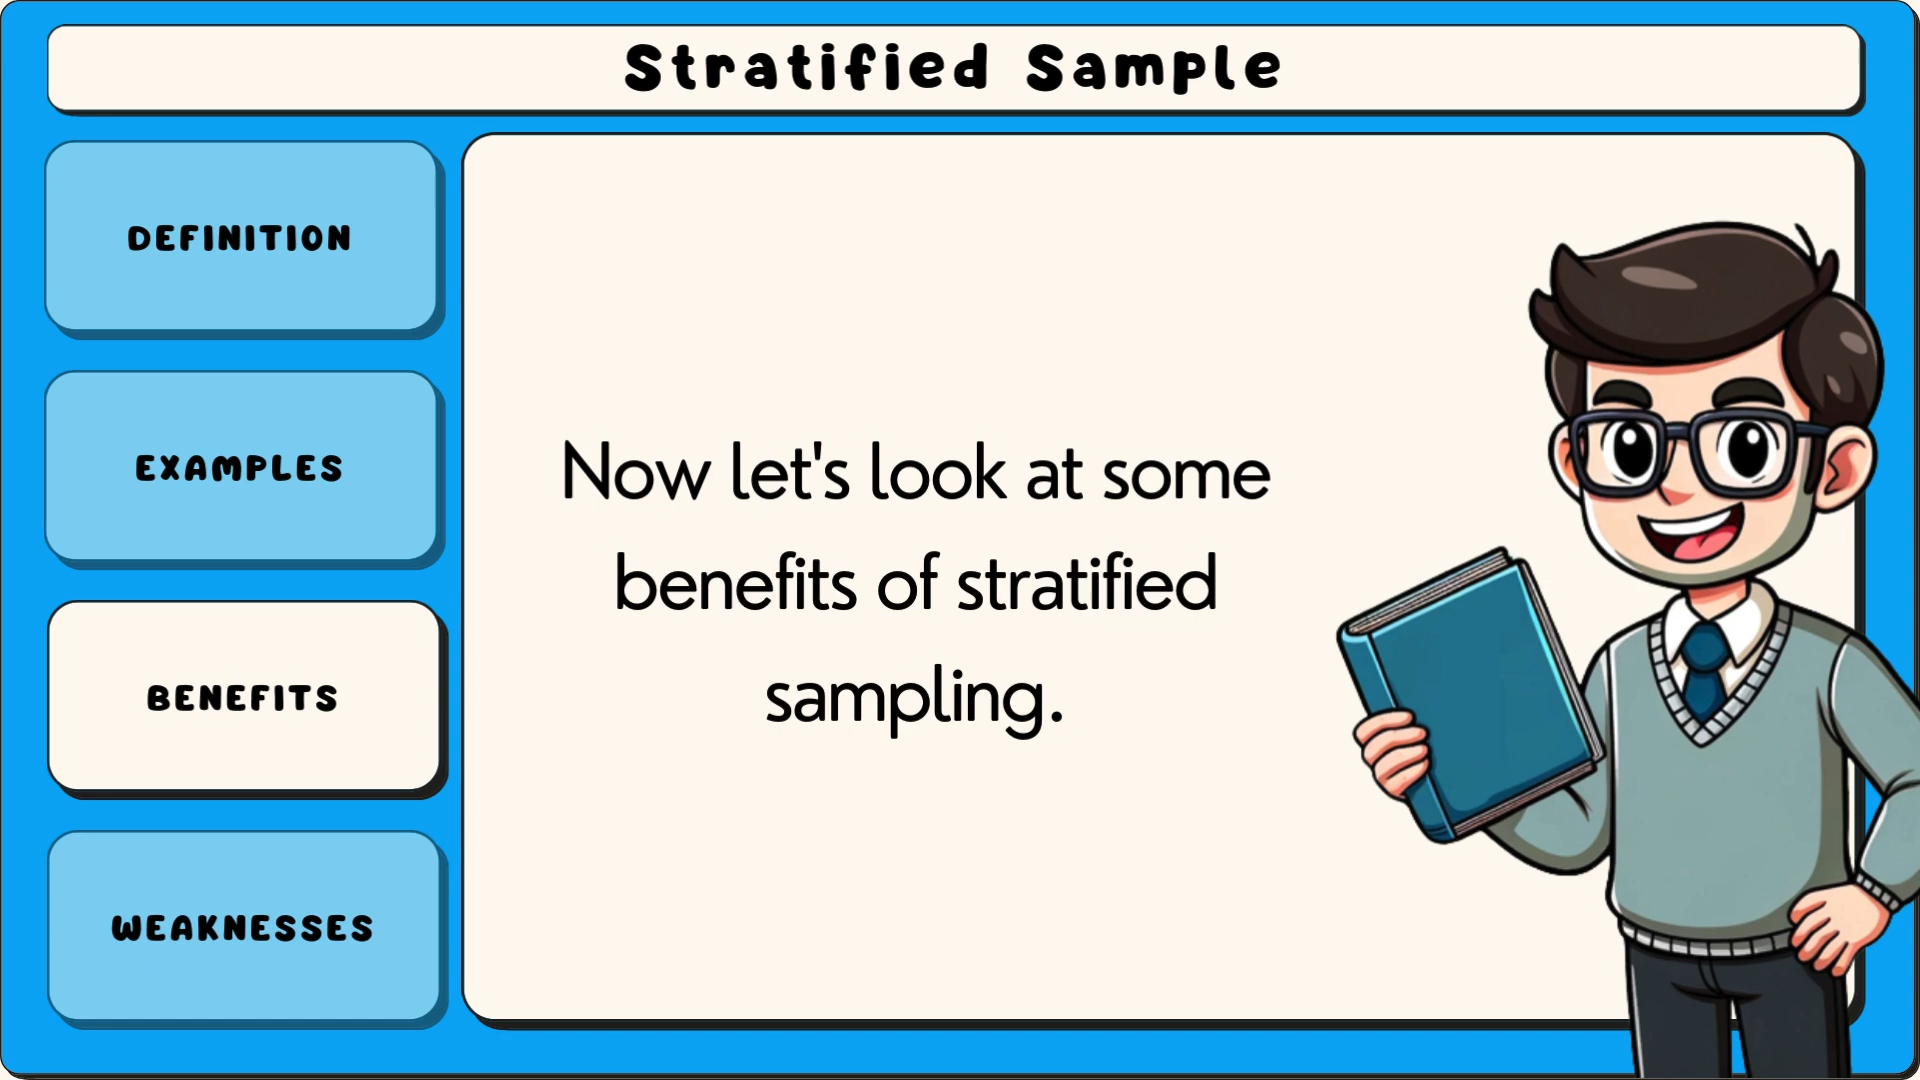 Stratified Sample
DEFINITION
EXAMPLES
BENEFITS
WEAKNESSES
Now let's look at some
benefits of stratified
sampling.